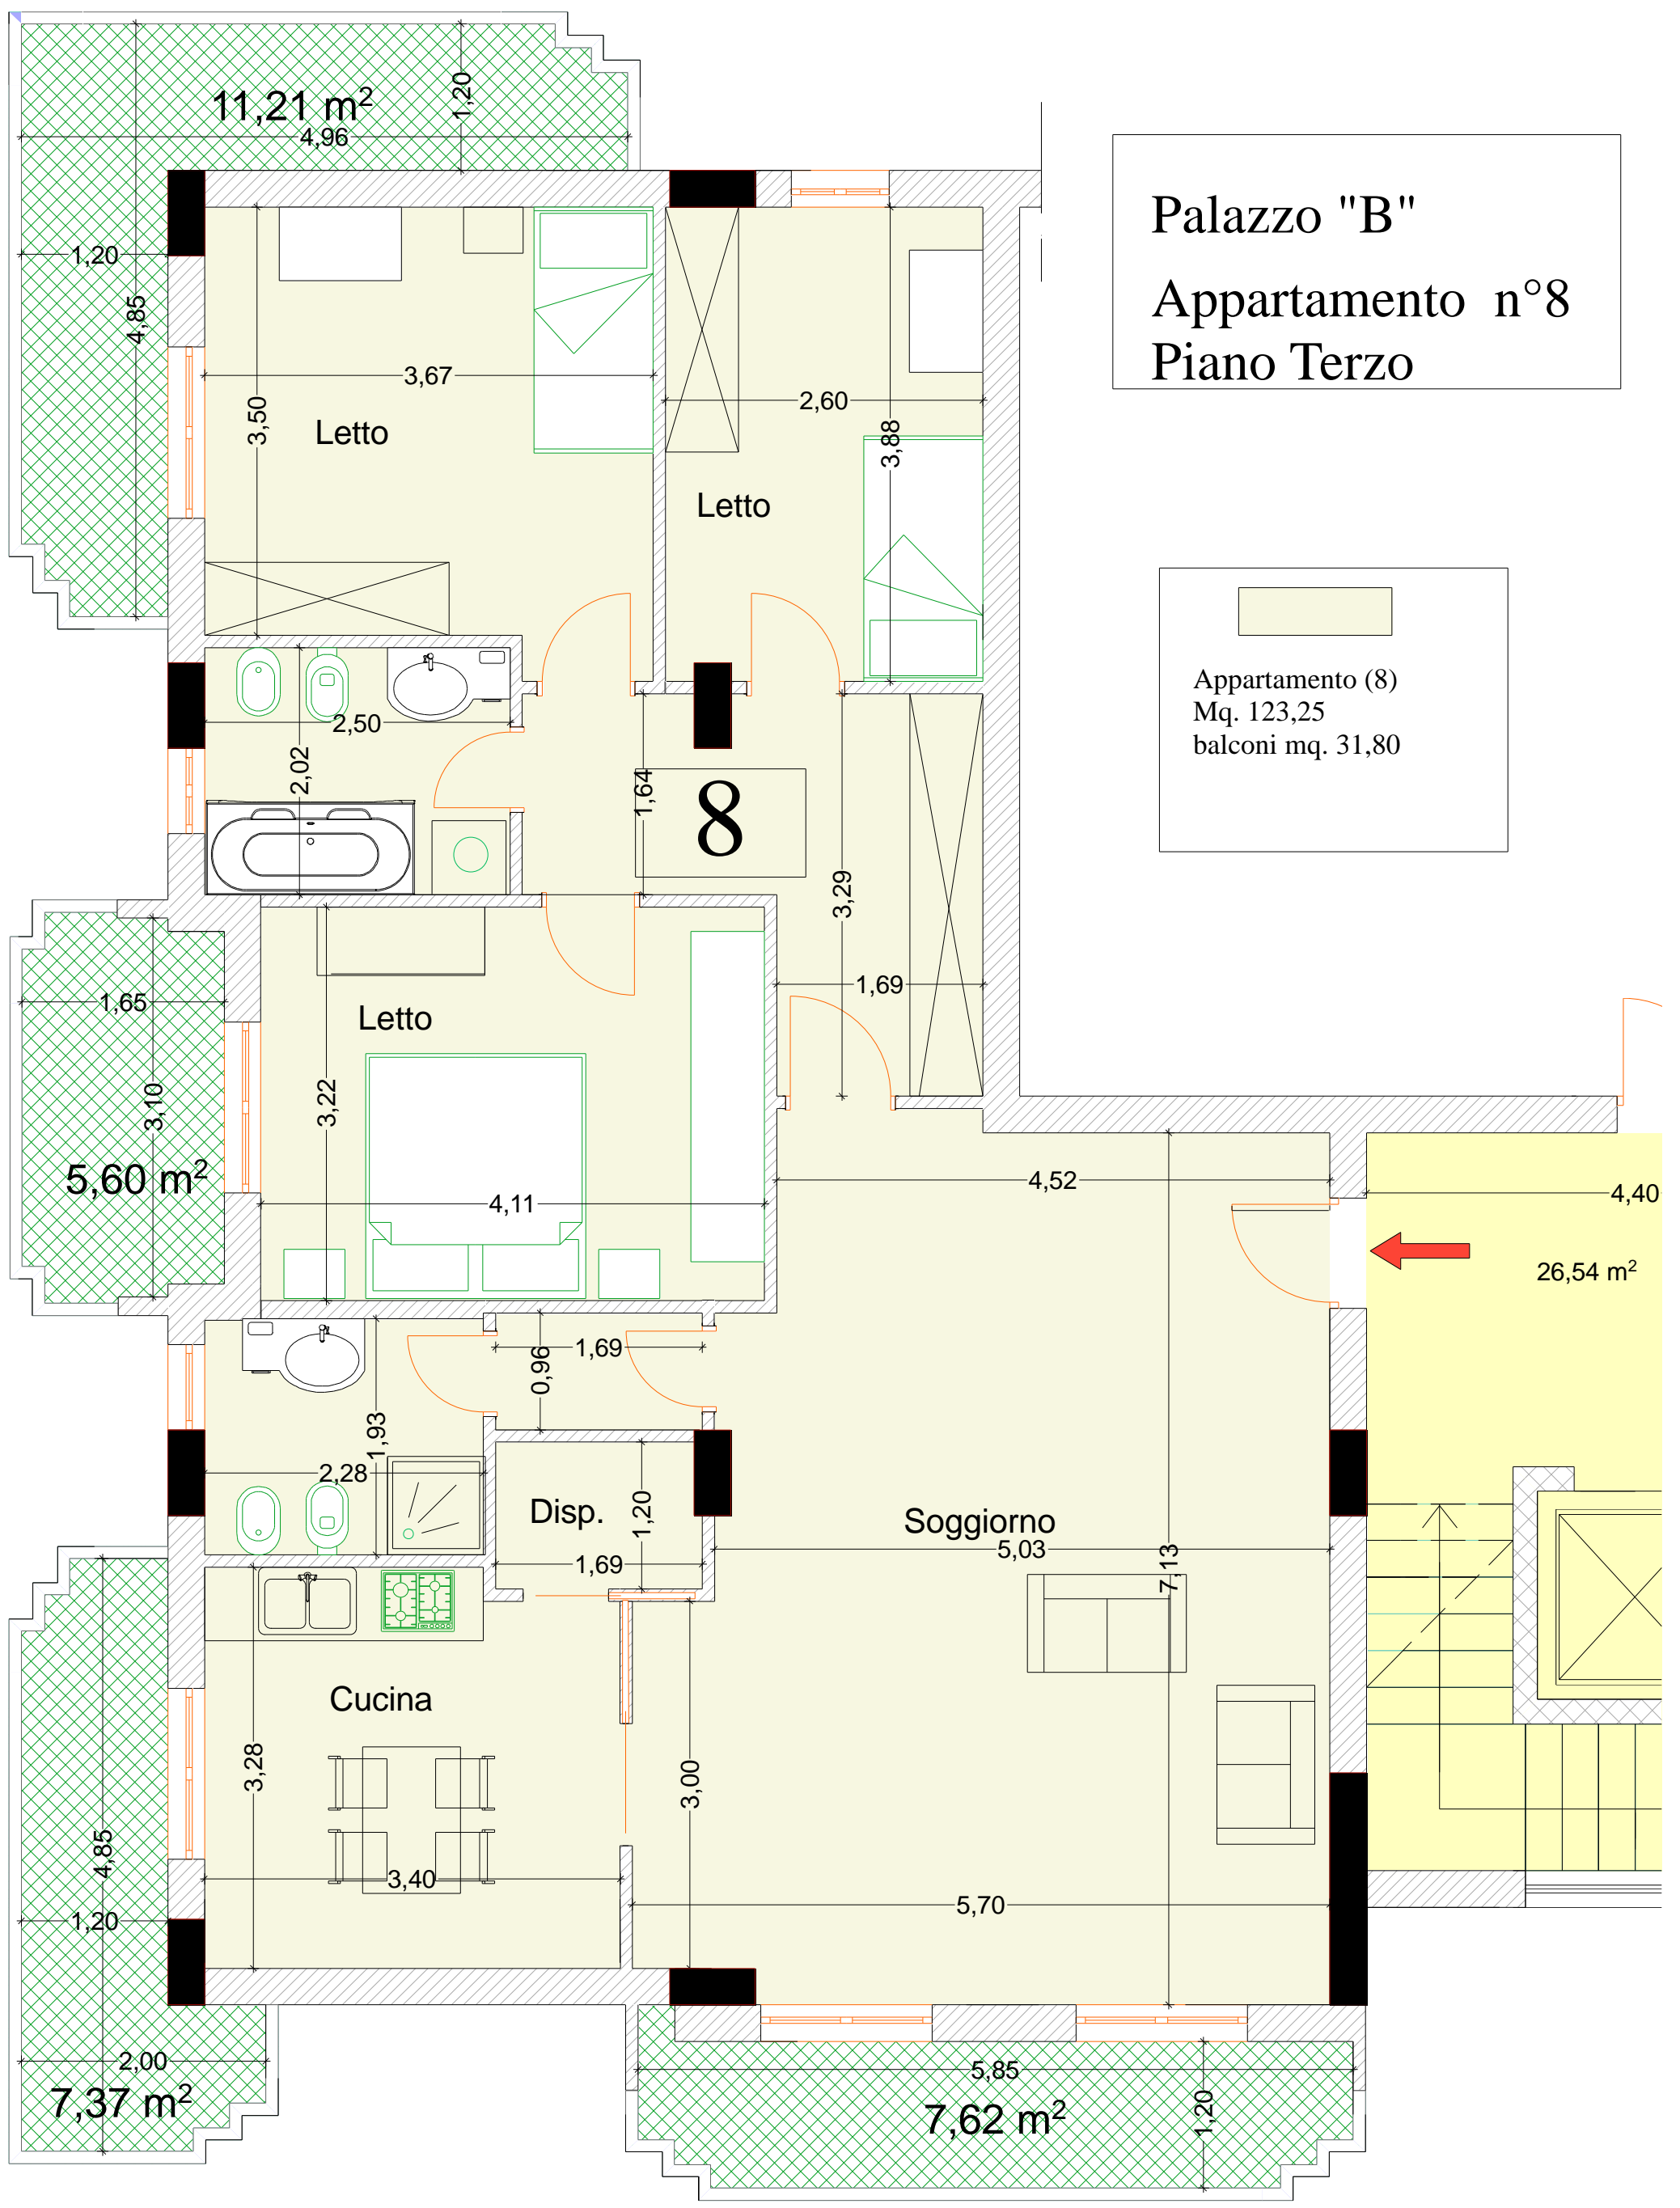 11,21 m²
1,20
4,96
1,20
4,85
3,67
3,50
Letto
2,60
3,88
Letto
Palazzo "B"
Appartamento n°8
Piano Terzo
Appartamento (8)
Mq. 123,25
balconi mq. 31,80
2,50
2,02
1,64
8
3,29
1,69
1,65
3,10
5,60 m²
Letto
3,22
4,11
4,52
4,40
26,54 m²
1,69
0,96
1,93
2,28
Disp.
1,20
1,69
Soggiorno
5,03
7,13
Cucina
3,28
3,00
3,40
5,70
4,85
1,20
2,00
7,37 m²
5,85
7,62 m²
1,20